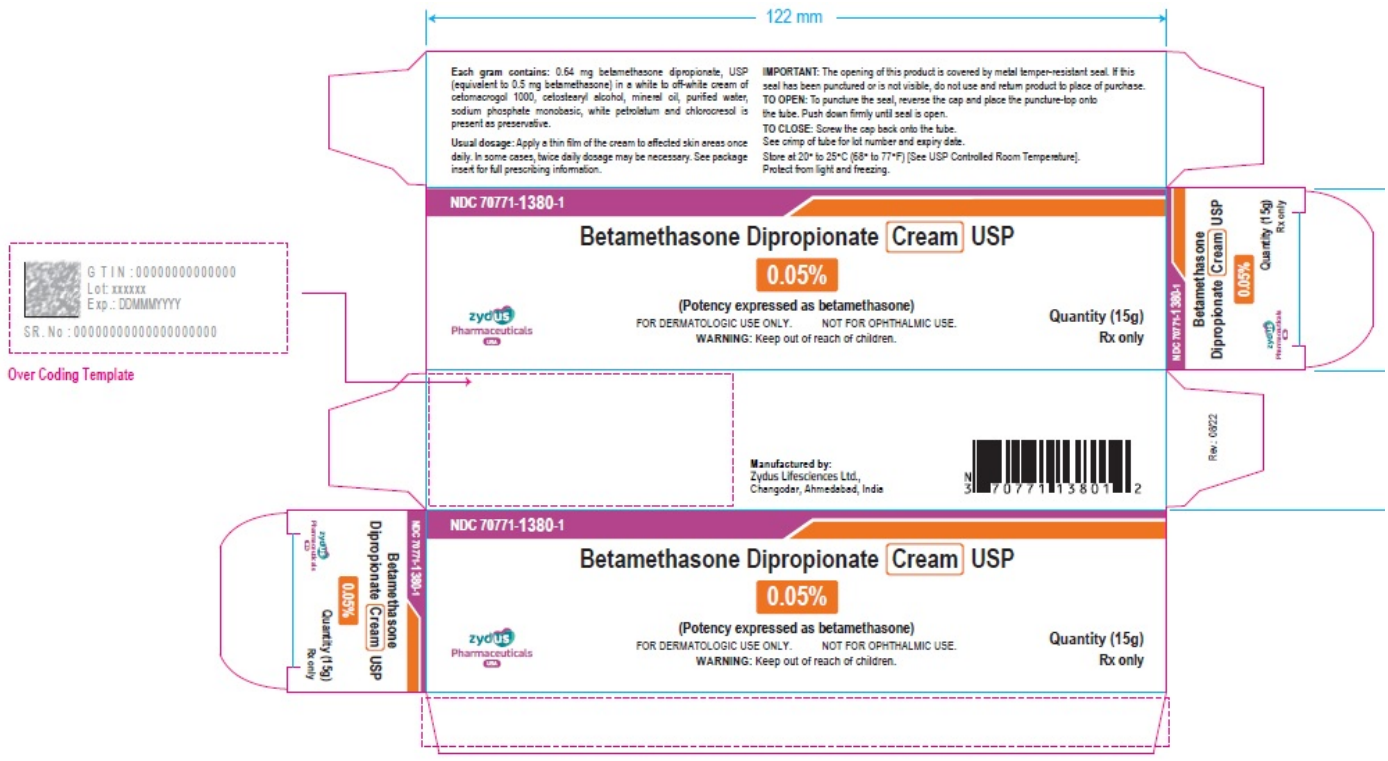 122 mm
Each gram contains: 0.64 mg betamethasone dipropionate, USP
(equivalent to 0.5 mg betamethasone) in a white to off-white cream of
cetomacrogol 1000, cetostearyl alcohol, mineral oil, purified water,
sodium phosphate monobasic, white petrolatum and chlorocresol is
present as preservative.
Usual dosage: Apply a thin film of the cream to affected skin areas once
daily. In some cases, twice daily dosage may be necessary. See package
insert for full prescribing information.
IMPORTANT: The opening of this product is covered by metal temper-resistant seal. If this
seal has been punctured or is not visible, do not use and return product to place of purchase.
TO OPEN: To puncture the seal, reverse the cap and place the puncture-top onto
the tube. Push down firmly until seal is open.
TO CLOSE: Screw the cap back onto the tube.
See crimp of tube for lot number and expiry date.
Store at 20° to 25°C (68° to 77°F) [See USP Controlled Room Temperature].
Protect from light and freezing.
NDC 70771-1380-1
Betamethasone Dipropionate Cream USP
0.05%
(Potency expressed as betamethasone)
FOR DERMATOLOGIC USE ONLY. NOT FOR OPHTHALMIC USE.
WARNING: Keep out of reach of children.
zydus
Pharmaceuticals
USA
Quantity (15g)
Rx only
NDC 70771-1380-1
Betamethasone
Dipropionate Cream USP
0.05%
Quantity (15g)
Rx only
zydus
Pharmaceuticals
GTIN :00000000000000
Lot: xxxxxx
Exp.: DDMMMYYYY
SR. No :00000000000000000000
Over Coding Template
Manufactured by:
Zydus Lifesciences Ltd.,
Changodar, Ahmedabad, India
N
3 70771 13801 2
Rev.: 08/22
NDC 70771-1380-1
Betamethasone Dipropionate Cream USP
0.05%
(Potency expressed as betamethasone)
FOR DERMATOLOGIC USE ONLY. NOT FOR OPHTHALMIC USE.
WARNING: Keep out of reach of children.
zydus
Pharmaceuticals
USA
Quantity (15g)
Rx only
NDC 70771-1380-1
Betamethasone
Dipropionate Cream USP
0.05%
Quantity (15g)
Rx only
zydus
Pharmaceuticals